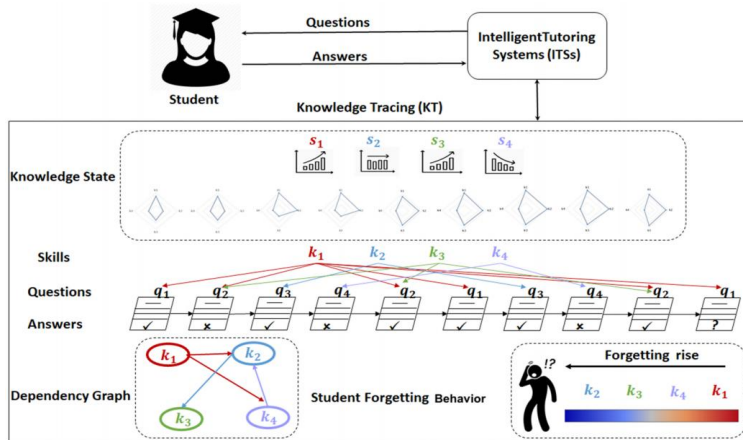 Questions
Answers
Student
IntelligentTutoring
Systems (ITSs)
Knowledge Tracing (KT)
s1 s2 s3 s4
Knowledge State
Skills k1 k2 k3 k4
Questions q1 q2 q3 q4 q2 q1 q3 q4 q2 q1
Answers ✓ × ✓ × ✓ ✓ ✓ × ✓ ?
Dependency Graph
k1 k2
k3 k4
Student Forgetting Behavior
!?
Forgetting rise
k2 k3 k4 k1